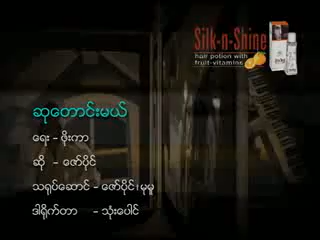 Silk-n-Shine
hair potion with
fruit-vitamins
ဆုတောင်းမယ်
ရေး - ဖိုးကာ
ဆို - ဇော်ပိုင်
သရုပ်ဆောင် - ဇော်ပိုင်၊ မုမူ
ဒါရိုက်တာ - သုံးပေါင်